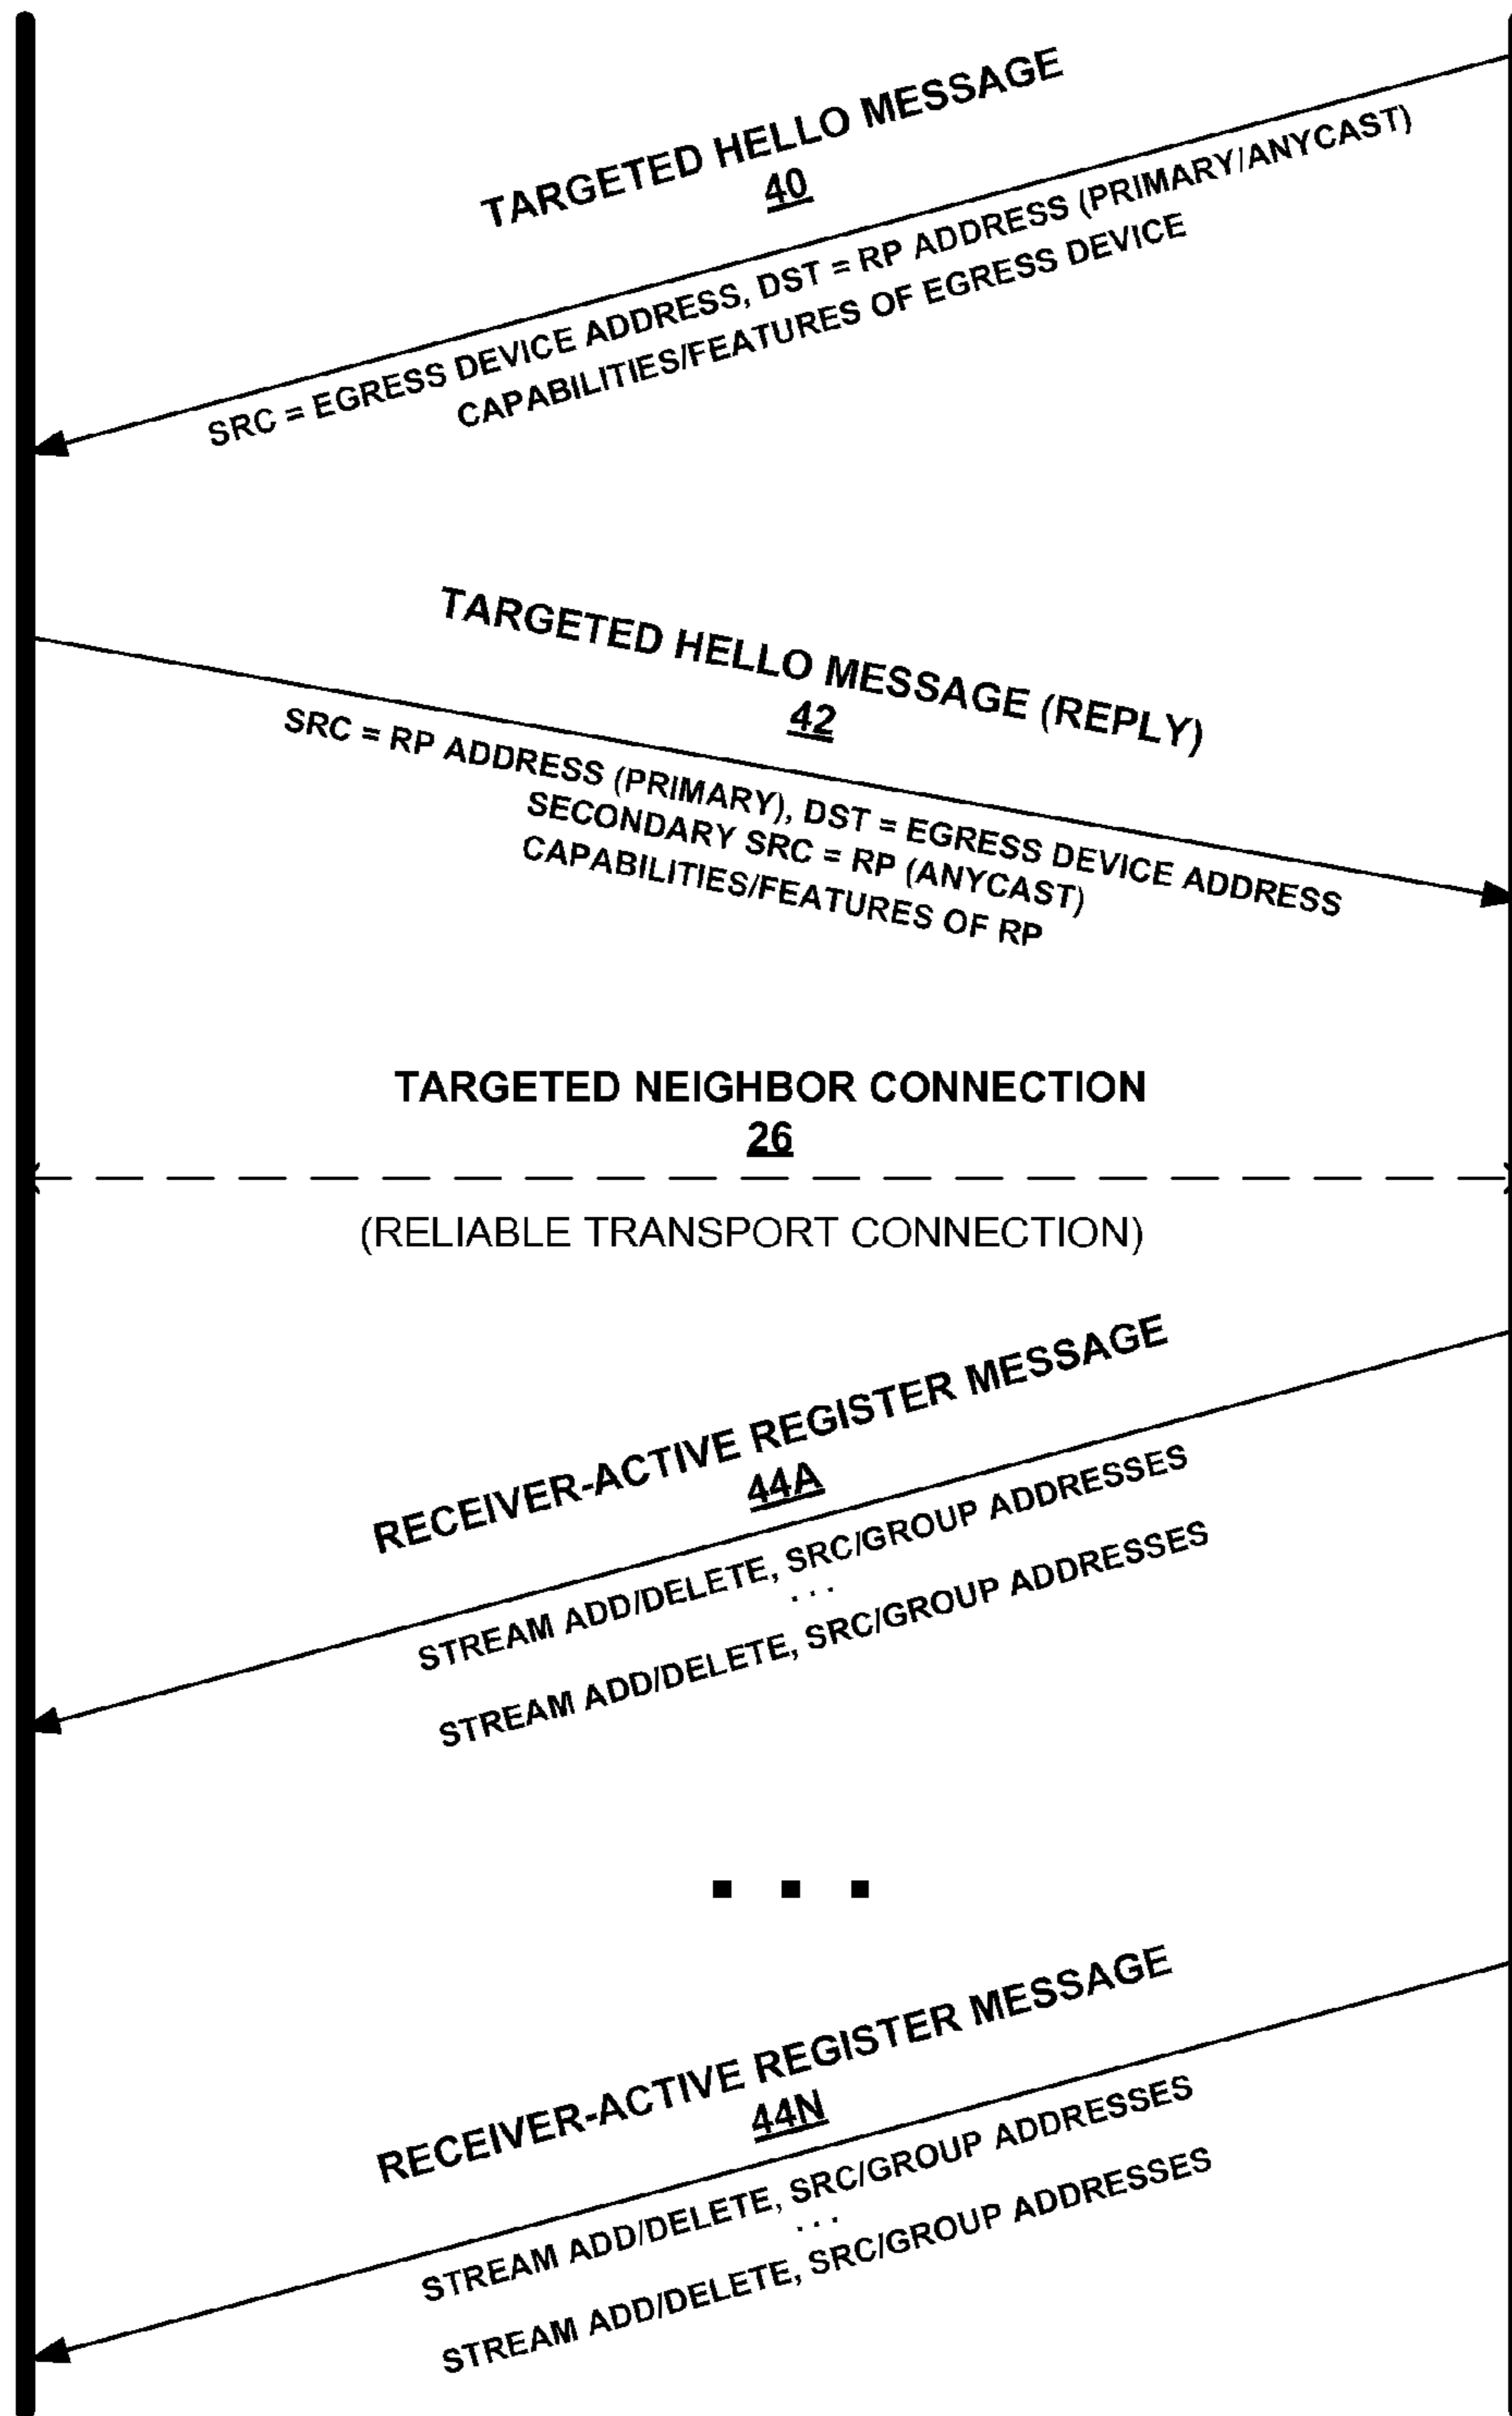 TARGETED HELLO MESSAGE
40
SRC = EGRESS DEVICE ADDRESS, DST = RP ADDRESS (PRIMARY/ANYCAST)
CAPABILITIES/FEATURES OF EGRESS DEVICE
TARGETED HELLO MESSAGE (REPLY)
42
SRC = RP ADDRESS (PRIMARY), DST = EGRESS DEVICE ADDRESS
SECONDARY SRC = RP (ANYCAST)
CAPABILITIES/FEATURES OF RP
TARGETED NEIGHBOR CONNECTION
26
(RELIABLE TRANSPORT CONNECTION)
RECEIVER-ACTIVE REGISTER MESSAGE
44A
STREAM ADD/DELETE, SRC/GROUP ADDRESSES
. . .
STREAM ADD/DELETE, SRC/GROUP ADDRESSES
. . .
RECEIVER-ACTIVE REGISTER MESSAGE
44N
STREAM ADD/DELETE, SRC/GROUP ADDRESSES
. . .
STREAM ADD/DELETE, SRC/GROUP ADDRESSES